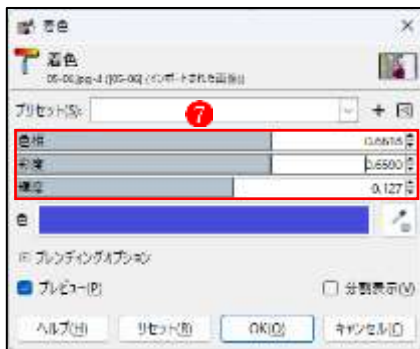 着色
着色
05-06.jpg-4 ([05-06] (インポートされた画像))
プリセット(S):
7
色相 0.6616
彩度 0.6590
輝度 0.127
色
ブレンディングオプション
プレビュー(P) 分割表示(V)
ヘルプ(H) リセット(R) OK(O) キャンセル(C)